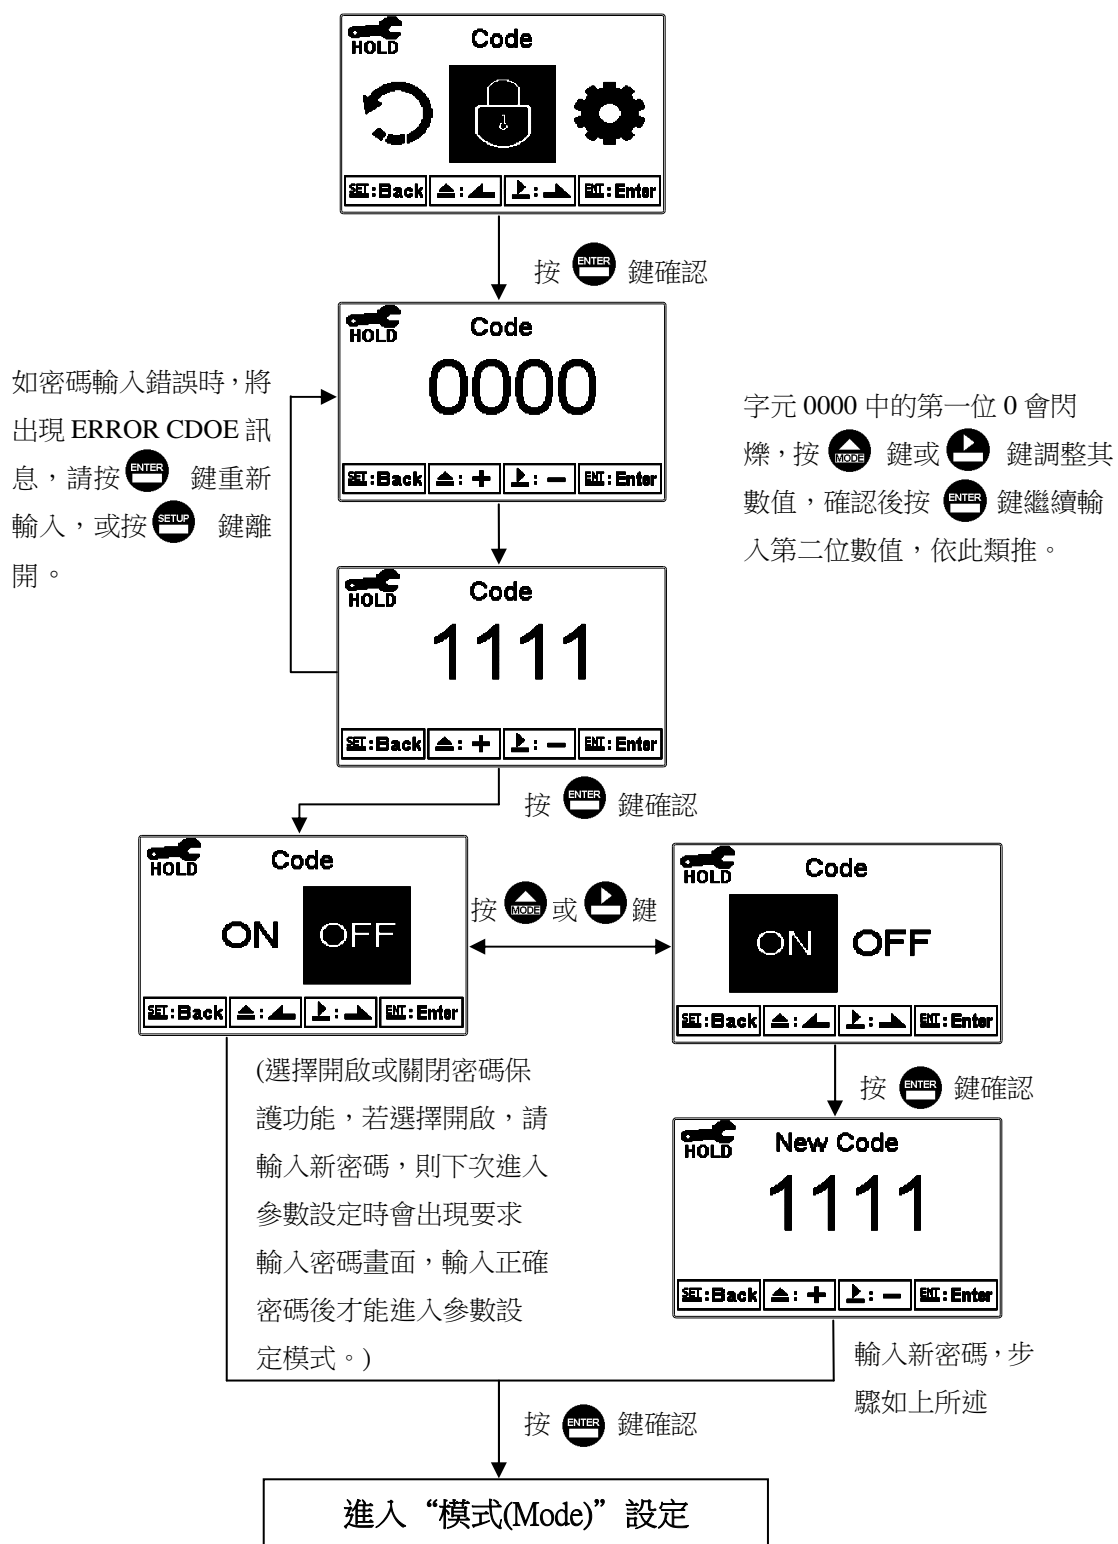 HOLD
Code
SET:Back
▲:◢
:◣
ENT:Enter
按 ENTER 鍵確認
HOLD
Code
0000
SET:Back
▲:+
:-
ENT:Enter
如密碼輸入錯誤時，將
出現 ERROR CDOE 訊
息，請按 ENTER 鍵重新
輸入，或按 SETUP 鍵離
開。
字元 0000 中的第一位 0 會閃
爍，按 MODE 鍵或 鍵調整其
數值，確認後按 ENTER 鍵繼續輸
入第二位數值，依此類推。
HOLD
Code
1111
SET:Back
▲:+
:-
ENT:Enter
按 ENTER 鍵確認
HOLD
Code
ON OFF
SET:Back
▲:◢
:◣
ENT:Enter
按 MODE 或 鍵
HOLD
Code
ON OFF
SET:Back
▲:◢
:◣
ENT:Enter
(選擇開啟或關閉密碼保
護功能，若選擇開啟，請
輸入新密碼，則下次進入
參數設定時會出現要求
輸入密碼畫面，輸入正確
密碼後才能進入參數設
定模式。)
按 ENTER 鍵確認
HOLD
New Code
1111
SET:Back
▲:+
:-
ENT:Enter
輸入新密碼，步
驟如上所述
按 ENTER 鍵確認
進入“模式(Mode)”設定